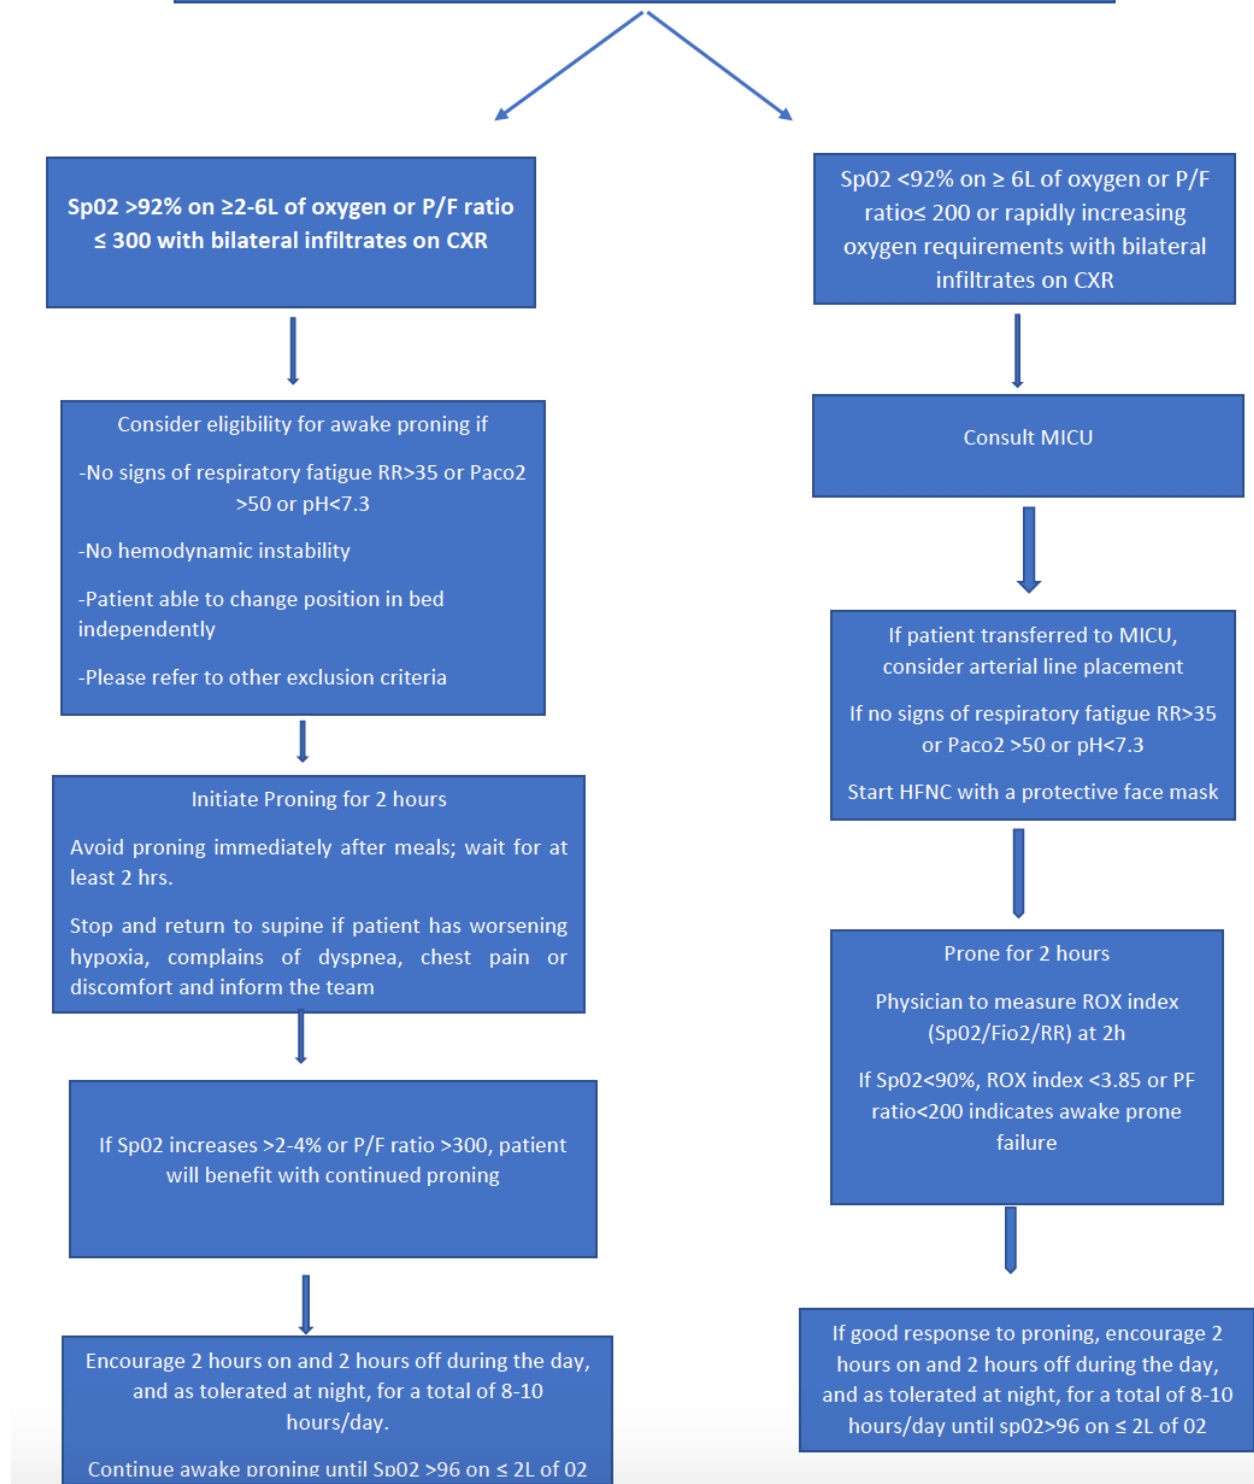 Sp02 >92% on ≥2-6L of oxygen or P/F ratio
≤ 300 with bilateral infiltrates on CXR
Consider eligibility for awake proning if
-No signs of respiratory fatigue RR>35 or Paco2
>50 or pH<7.3
-No hemodynamic instability
-Patient able to change position in bed
independently
-Please refer to other exclusion criteria
Initiate Proning for 2 hours
Avoid proning immediately after meals; wait for at
least 2 hrs.
Stop and return to supine if patient has worsening
hypoxia, complains of dyspnea, chest pain or
discomfort and inform the team
If Sp02 increases >2-4% or P/F ratio >300, patient
will benefit with continued proning
Encourage 2 hours on and 2 hours off during the day,
and as tolerated at night, for a total of 8-10
hours/day.
Continue awake proning until Sp02 >96 on ≤ 2L of 02
Sp02 <92% on ≥ 6L of oxygen or P/F
ratio≤ 200 or rapidly increasing
oxygen requirements with bilateral
infiltrates on CXR
Consult MICU
If patient transferred to MICU,
consider arterial line placement
If no signs of respiratory fatigue RR>35
or Paco2 >50 or pH<7.3
Start HFNC with a protective face mask
Prone for 2 hours
Physician to measure ROX index
(Sp02/Fio2/RR) at 2h
If Sp02<90%, ROX index <3.85 or PF
ratio<200 indicates awake prone
failure
If good response to proning, encourage 2
hours on and 2 hours off during the day,
and as tolerated at night, for a total of 8-10
hours/day until sp02>96 on ≤ 2L of 02